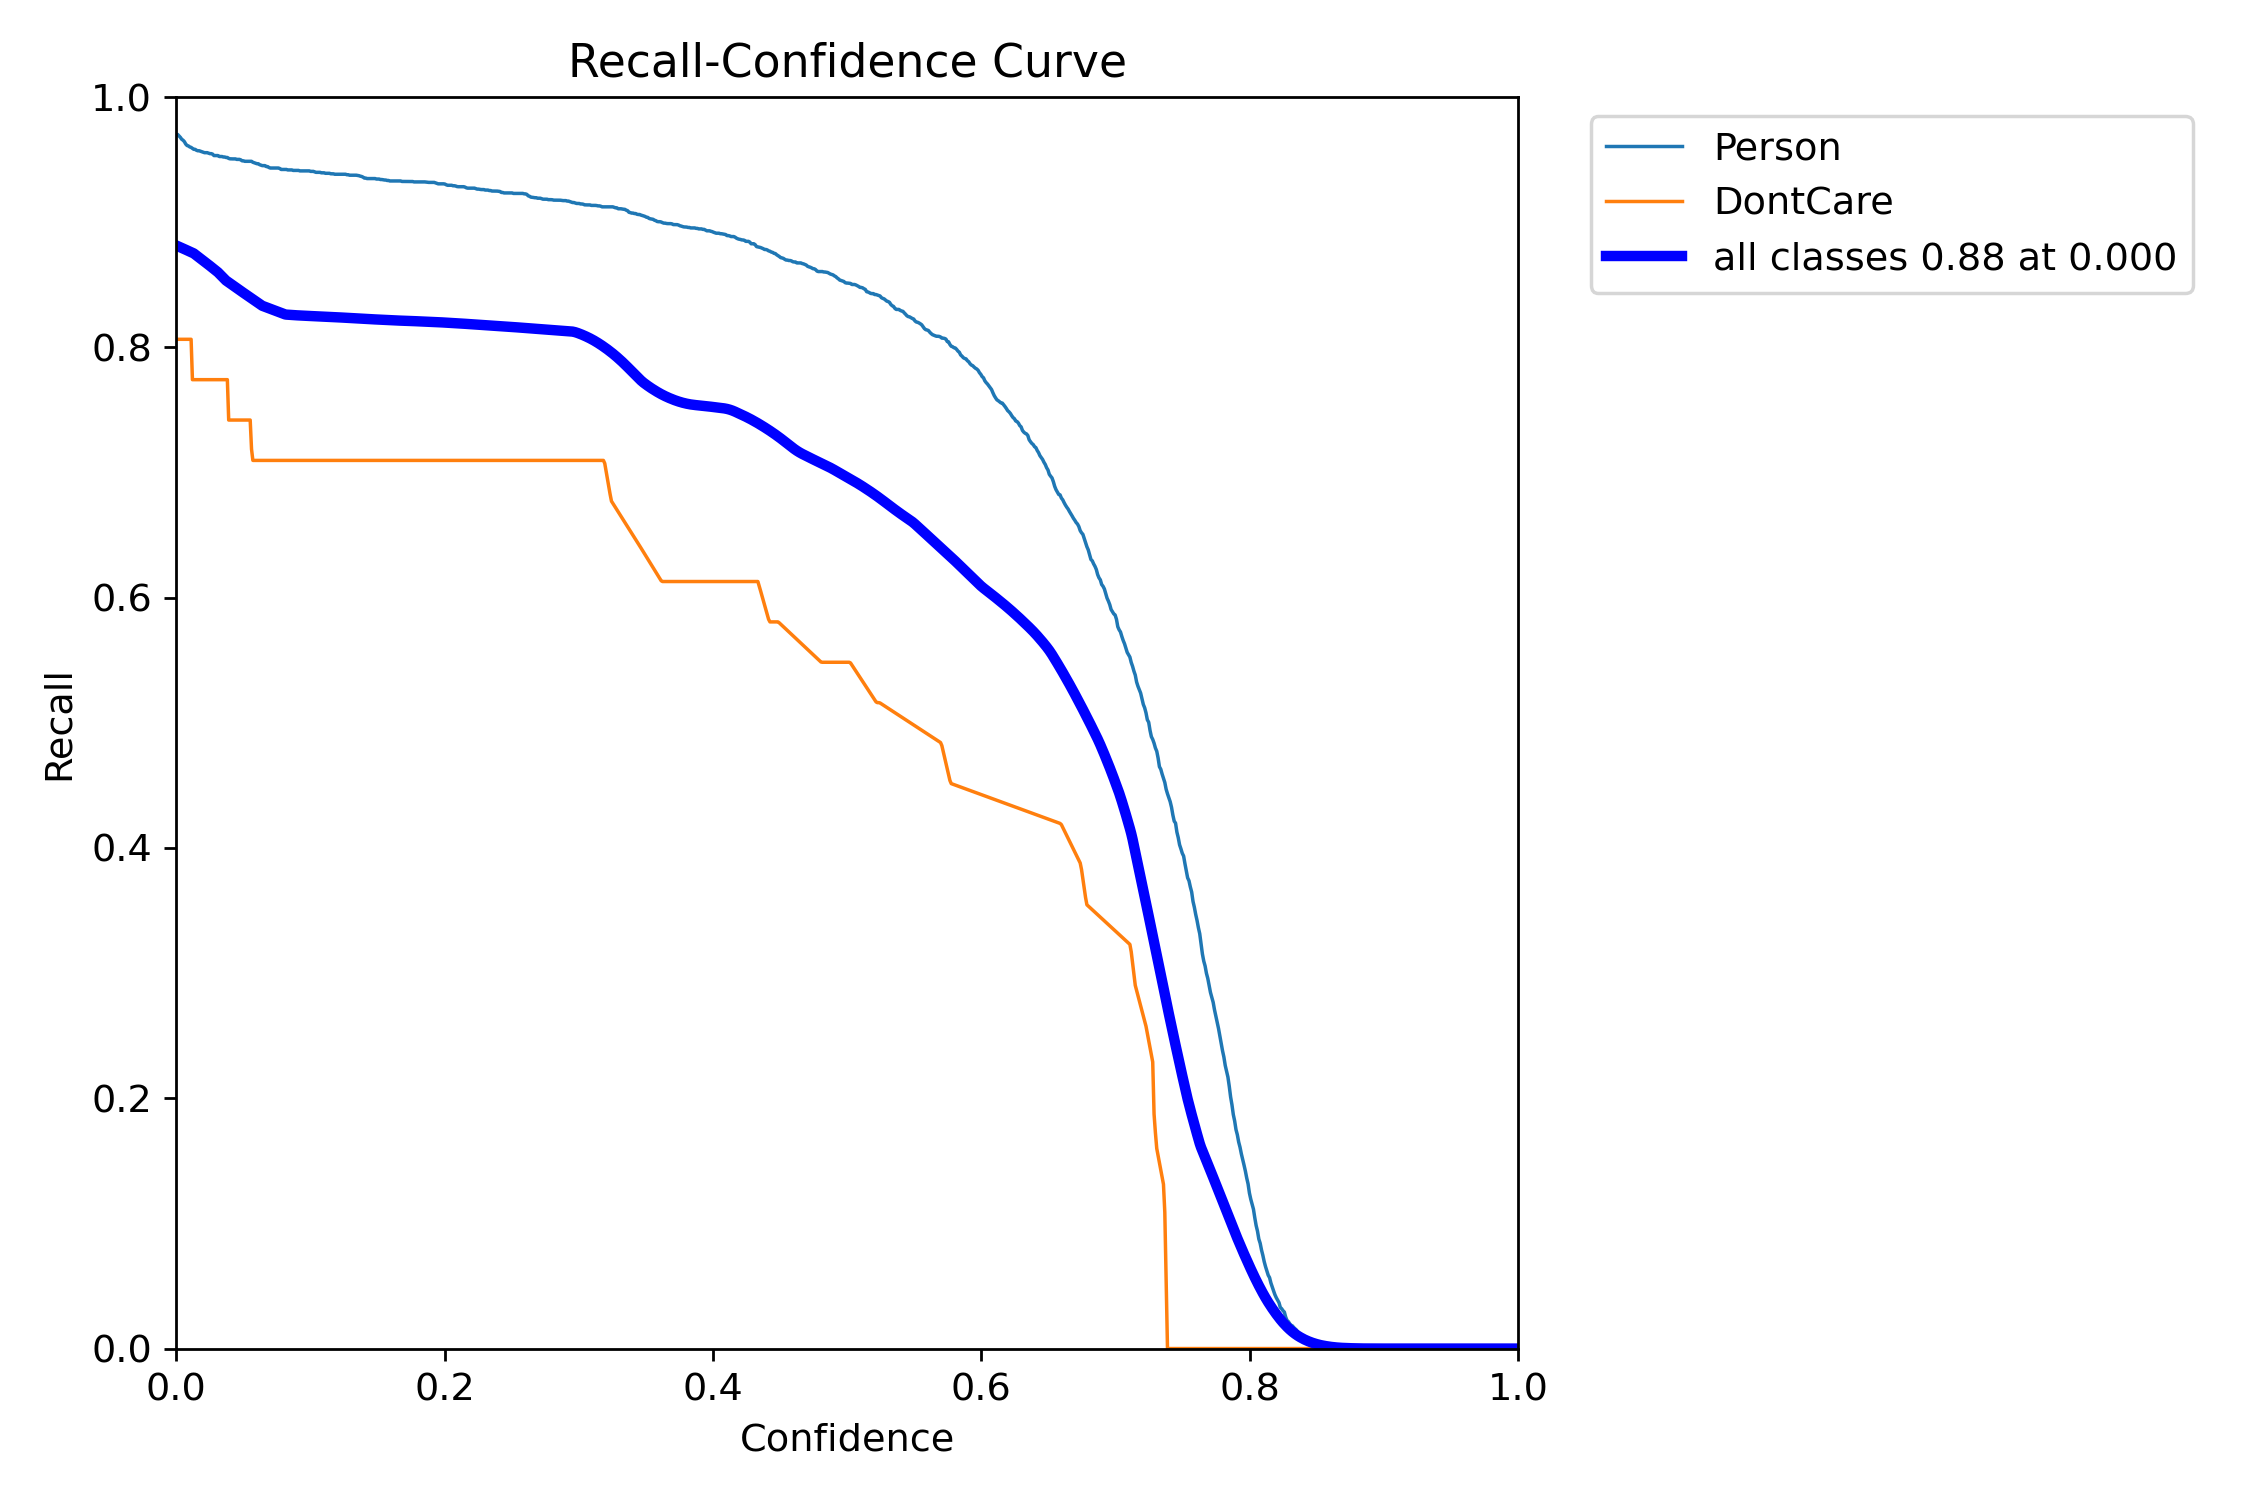 Recall-Confidence Curve
1.0
0.8
0.6
0.4
0.2
0.0
Recall
0.0 0.2 0.4 0.6 0.8 1.0
Confidence
Person
DontCare
all classes 0.88 at 0.000